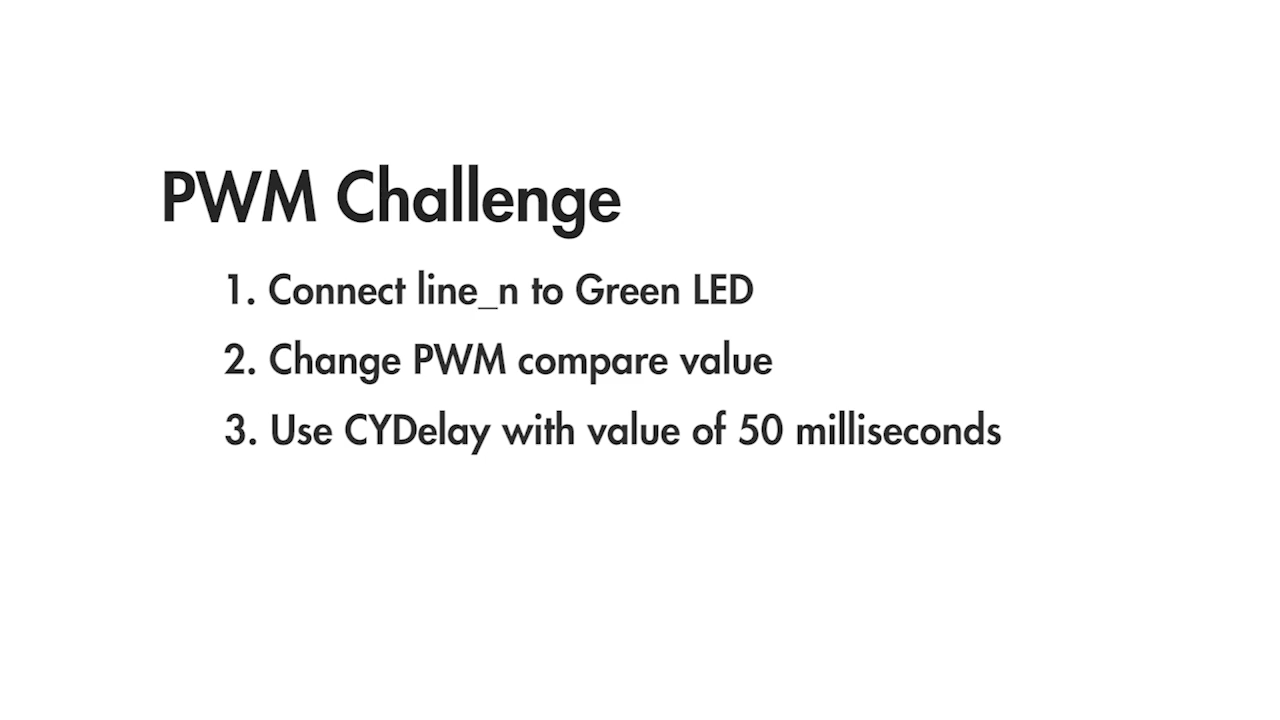 PWM Challenge
1. Connect line_n to Green LED
2. Change PWM compare value
3. Use CYDelay with value of 50 milliseconds